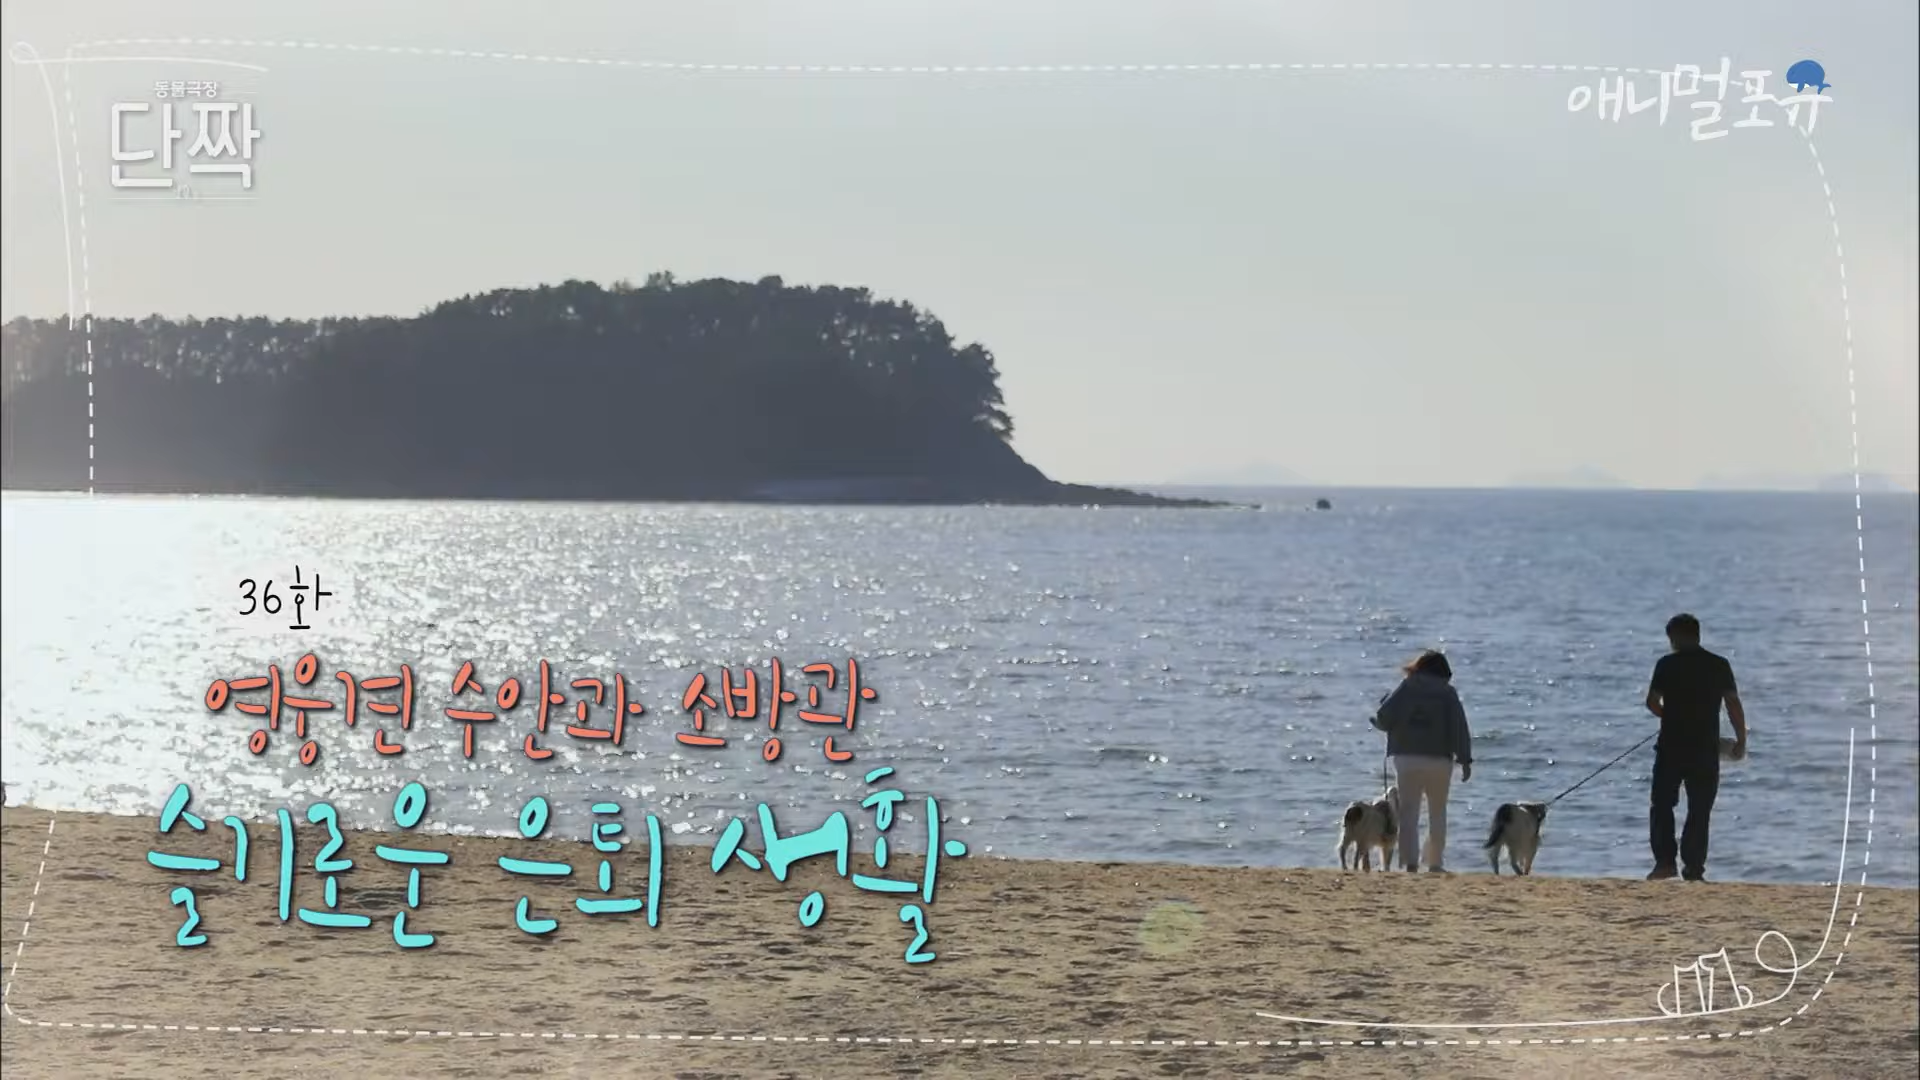 동물극장
단짝
애니멀포유
36화
영웅견 수안과 소방관
슬기로운 은퇴 생활